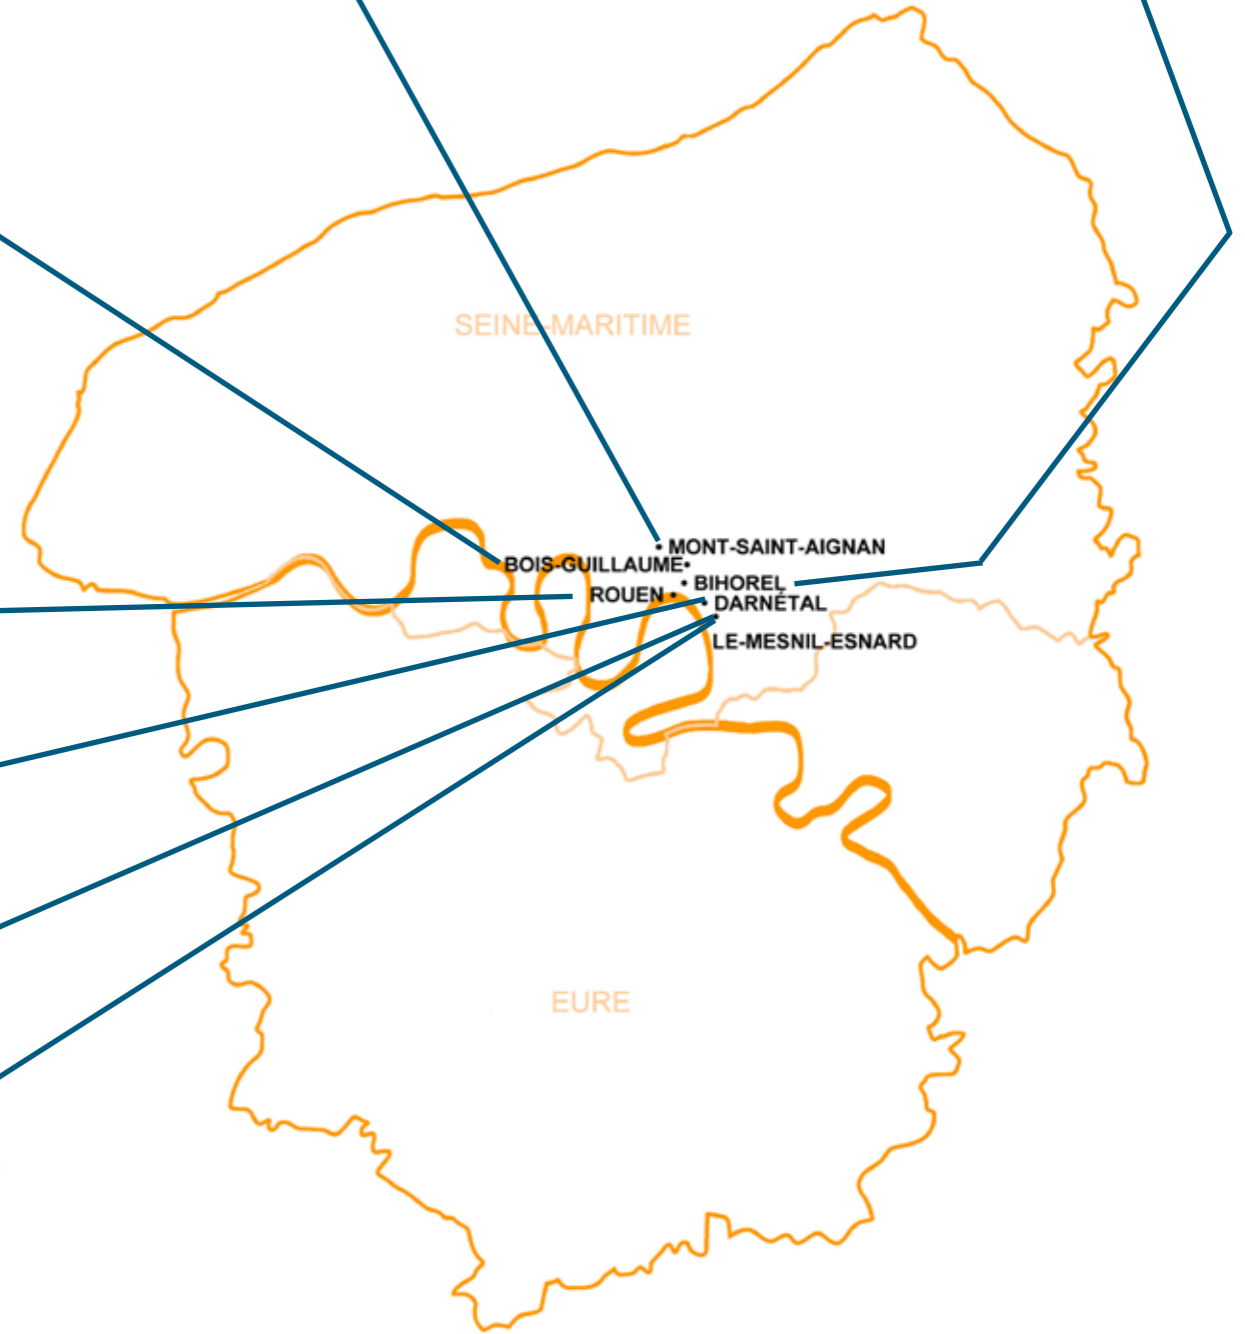 SEINE-MARITIME
MONT-SAINT-AIGNAN
BOIS-GUILLAUME
BIHOREL
ROUEN
DARNÉTAL
LE-MESNIL-ESNARD
EURE